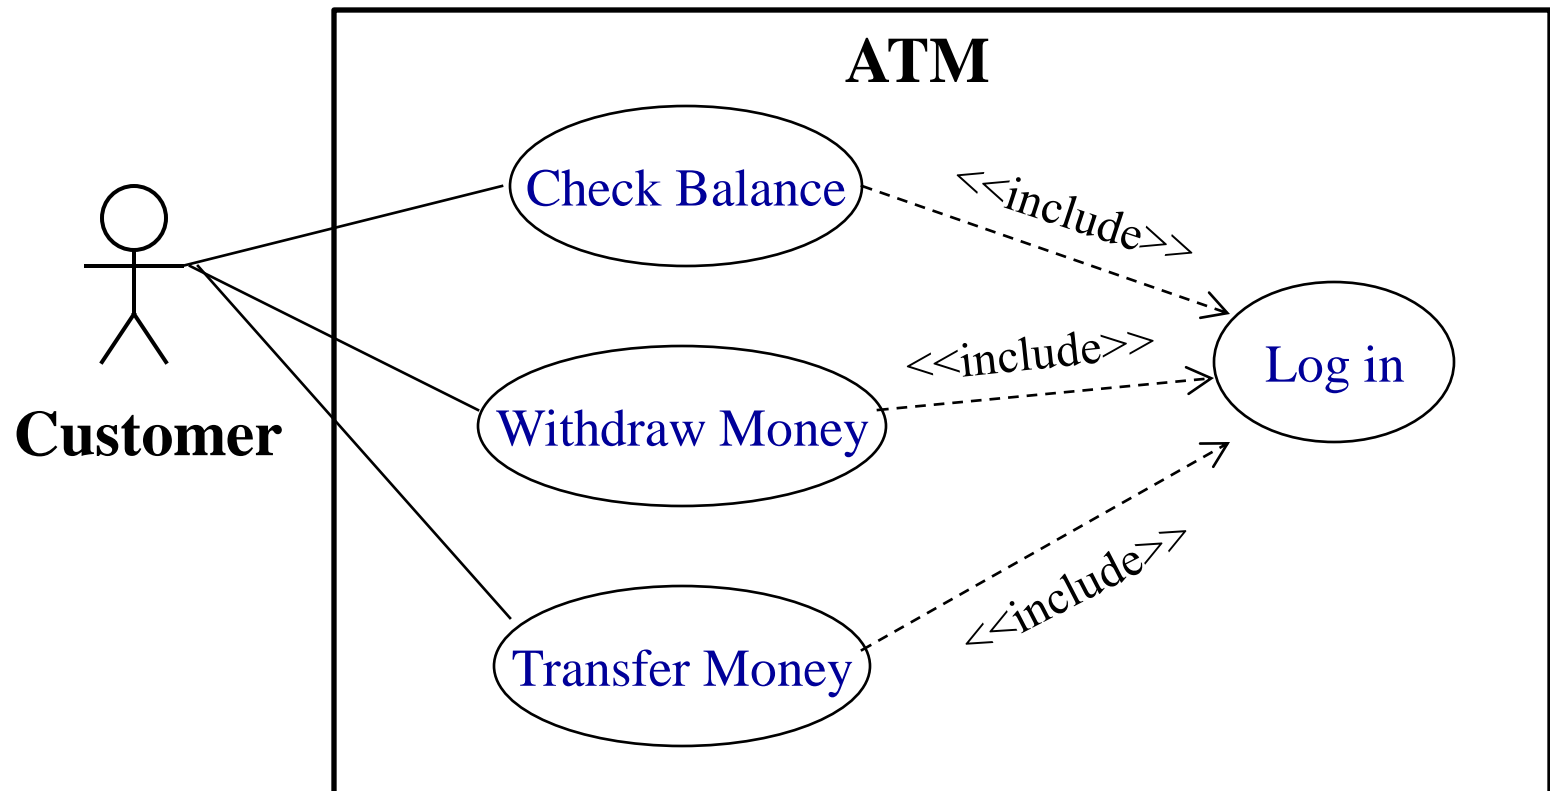 ATM
Check Balance
<<include>>
<<include>>
Log in
Customer
Withdraw Money
<<include>>
Transfer Money